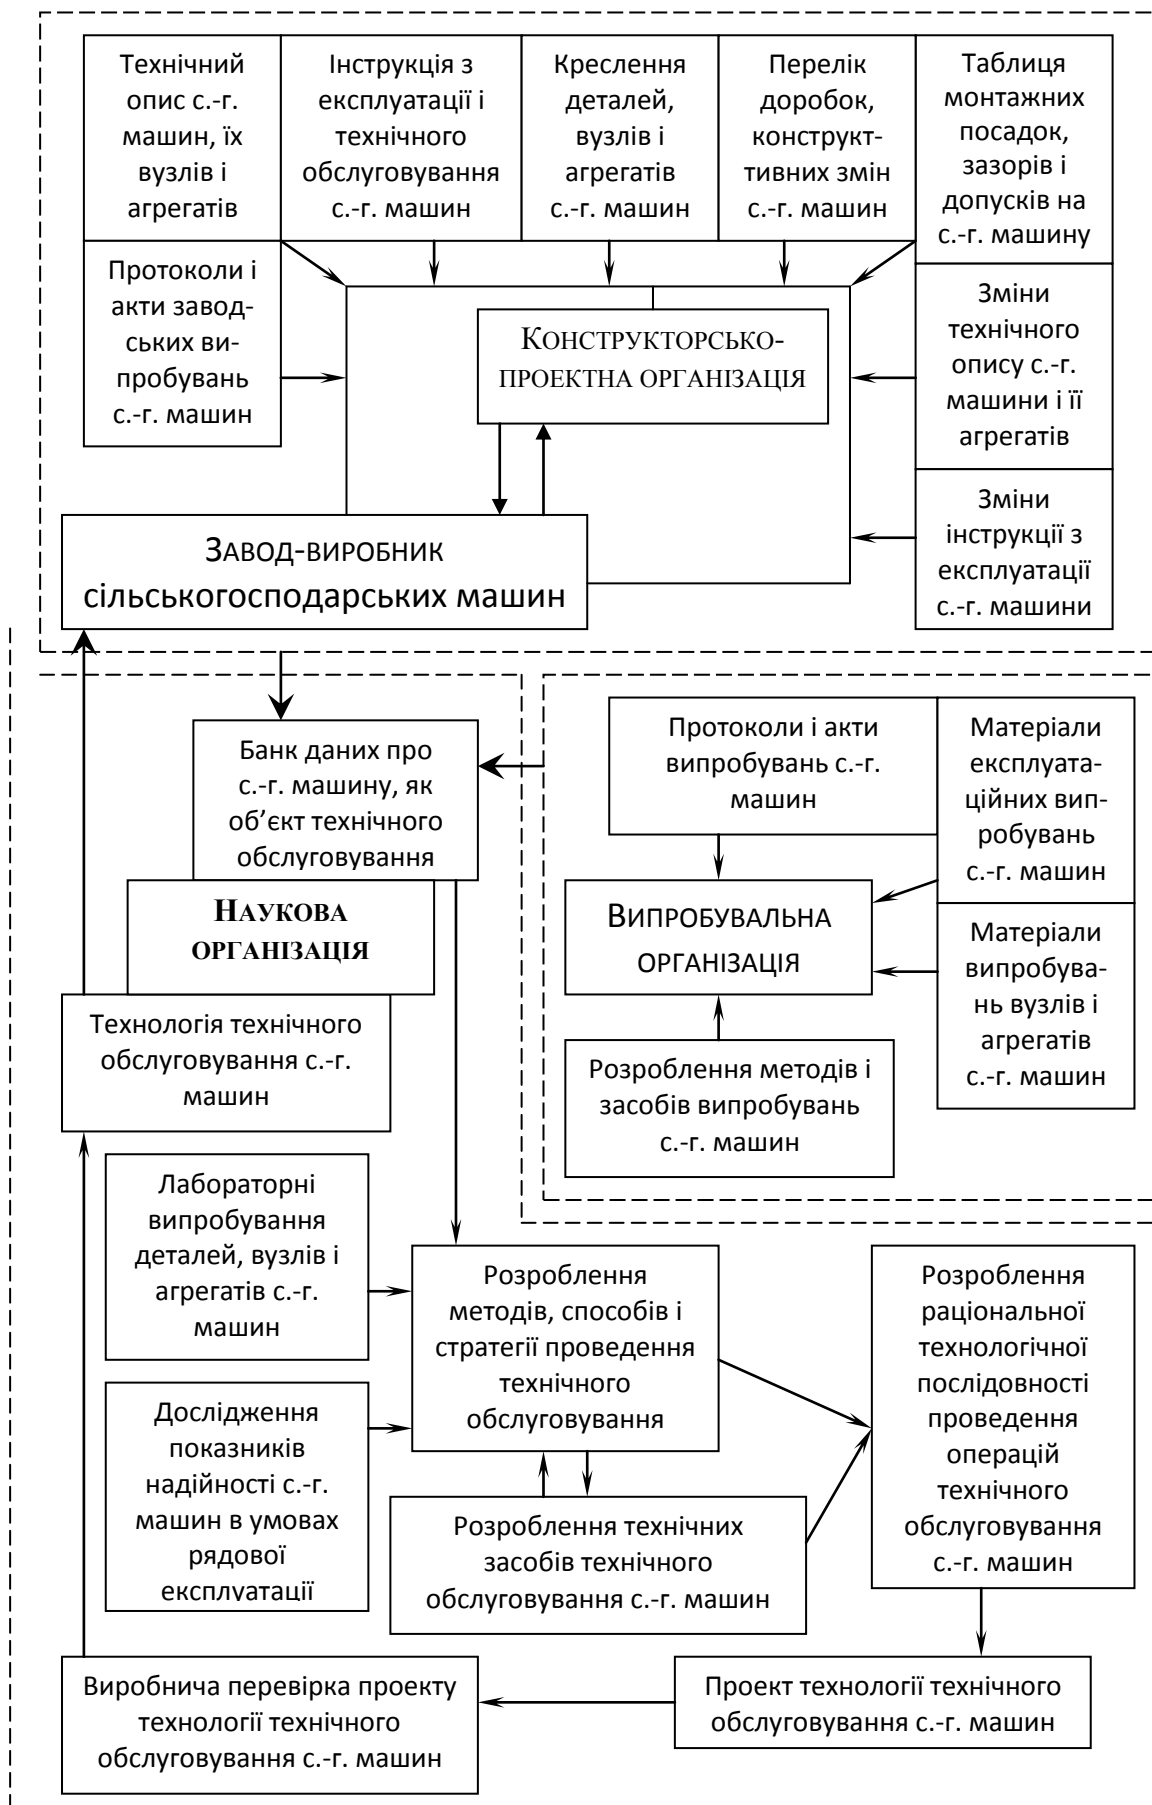 Технічний
опис с.-г.
машин, їх
вузлів і
агрегатів
Інструкція з
експлуатації і
технічного
обслуговування
с.-г. машин
Креслення
деталей,
вузлів і
агрегатів
с.-г. машин
Перелік
доробок,
конструкт-
тивних змін
с.-г. машин
Таблиця
монтажних
посадок,
зазорів і
допусків на
с.-г. машину
Протоколи і
акти завод-
ських ви-
пробувань
с.-г. машин
КОНСТРУКТОРСЬКО-
ПРОЕКТНА ОРГАНІЗАЦІЯ
Зміни
технічного
опису с.-г.
машини і її
агрегатів
Зміни
інструкції з
експлуатації
с.-г. машини
ЗАВОД-ВИРОБНИК
сільськогосподарських машин
Банк даних про
с.-г. машину, як
об’єкт технічного
обслуговування
Протоколи і акти
випробувань с.-г.
машин
Матеріали
експлуата-
ційних вип-
робувань
с.-г. машин
НАУКОВА
ОРГАНІЗАЦІЯ
ВИПРОБУВАЛЬНА
ОРГАНІЗАЦІЯ
Матеріали
випробува-
нь вузлів і
агрегатів
с.-г. машин
Технологія технічного
обслуговування с.-г.
машин
Розроблення методів і
засобів випробувань
с.-г. машин
Лабораторні
випробування
деталей, вузлів і
агрегатів с.-г.
машин
Розроблення
методів, способів і
стратегії проведення
технічного
обслуговування
Розроблення
раціональної
технологічної
послідовності
проведення
операцій
технічного
обслуговування
с.-г. машин
Дослідження
показників
надійності с.-г.
машин в умовах
рядової
експлуатації
Розроблення технічних
засобів технічного
обслуговування с.-г. машин
Виробнича перевірка проекту
технології технічного
обслуговування с.-г. машин
Проект технології технічного
обслуговування с.-г. машин